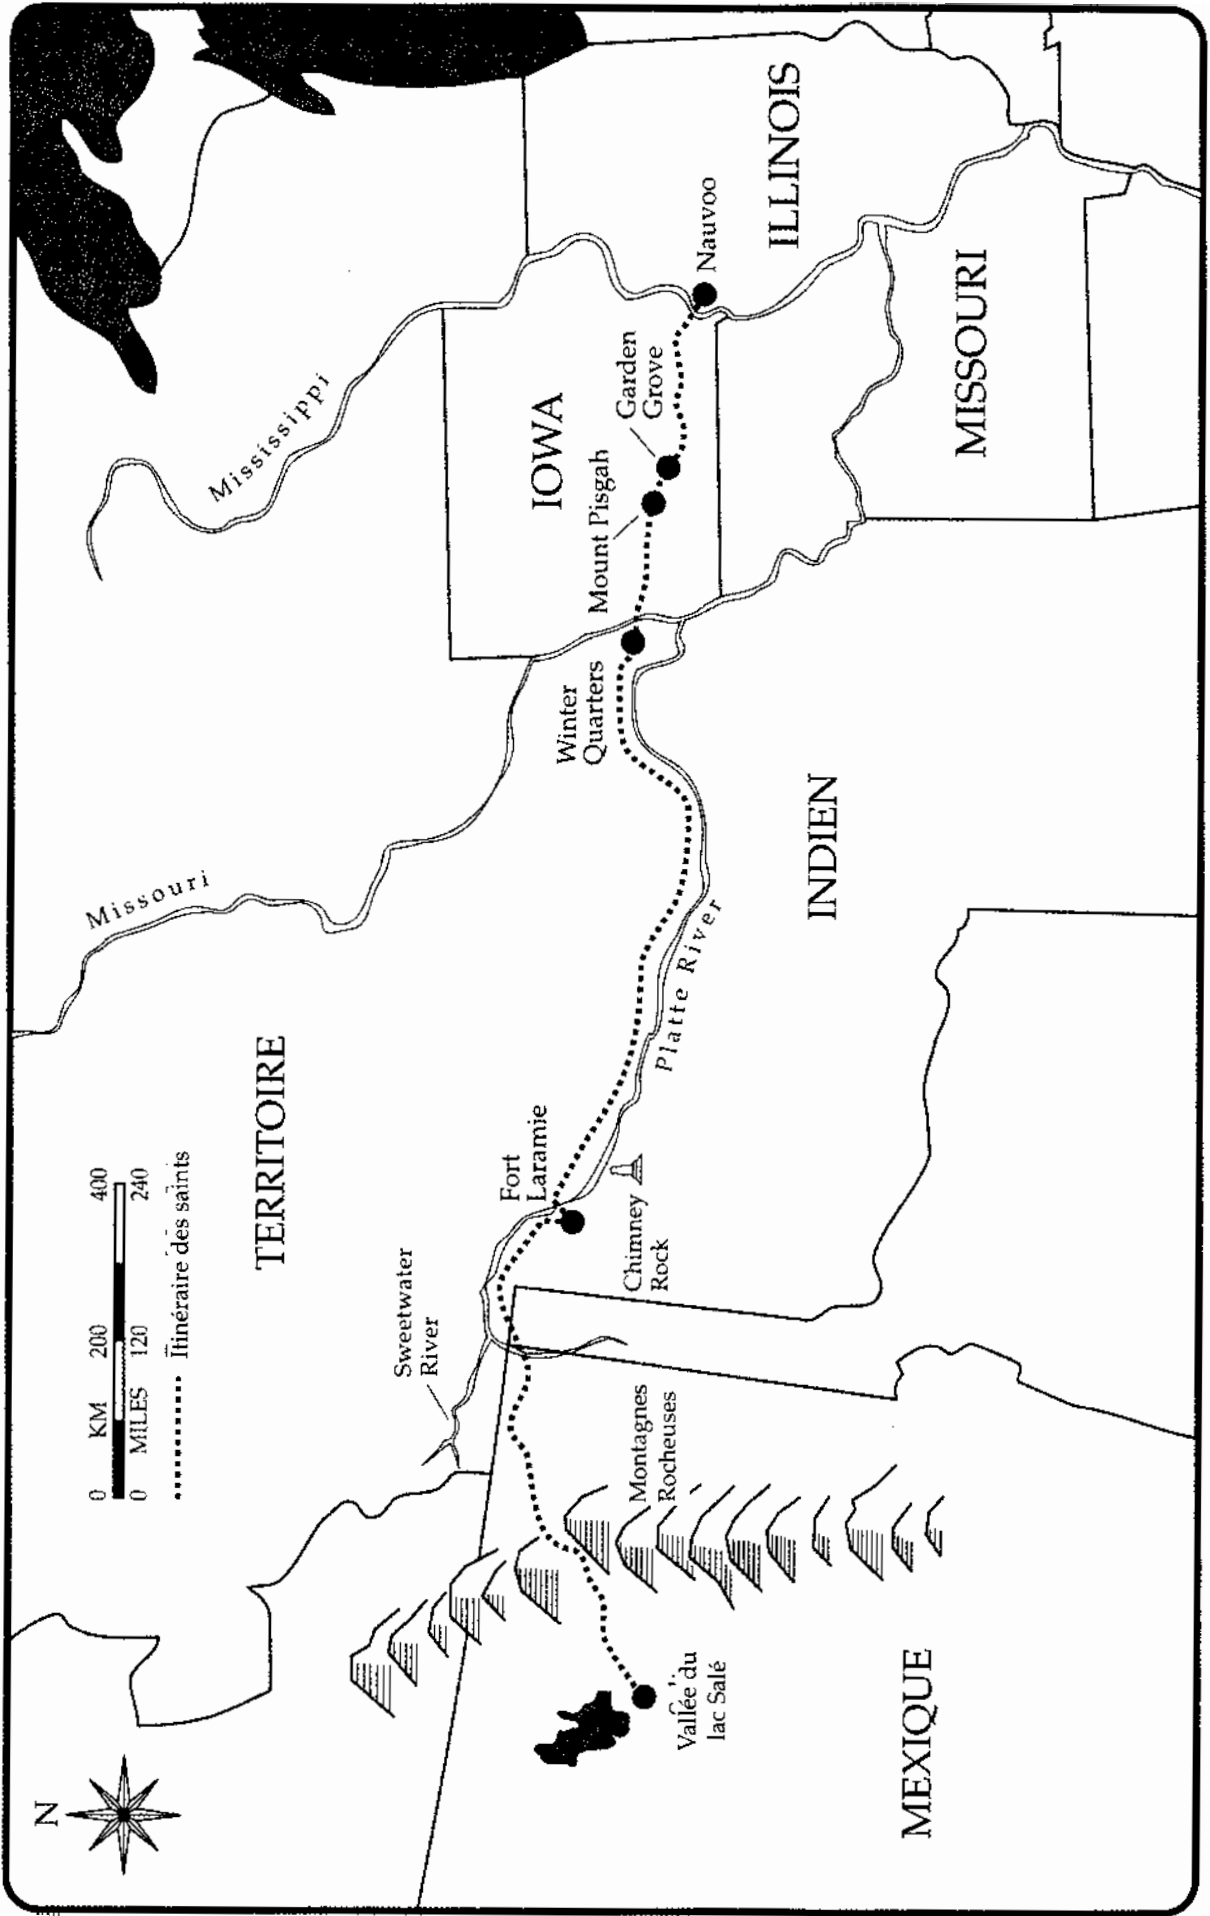 N
0 KM 200 400
0 MILES 120 240
Itinéraire des saints
TERRITOIRE
INDIEN
Missouri
Mississippi
Sweetwater
River
Fort
Laramie
Chimney
Rock
Platte River
Winter
Quarters
Mount Pisgah
Garden
Grove
Nauvoo
IOWA
ILLINOIS
MISSOURI
Montagnes
Rocheuses
Vallée du
lac Salé
MEXIQUE